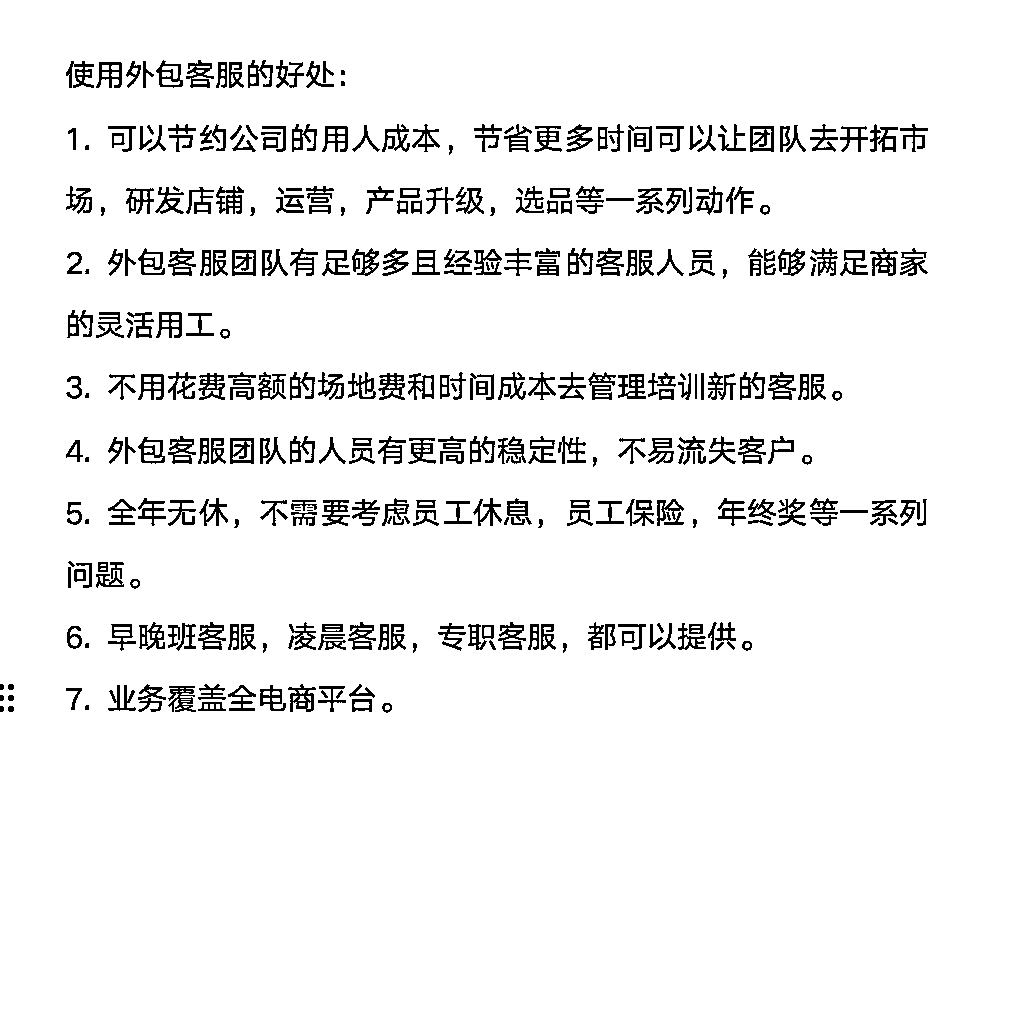 使用外包客服的好处：
1. 可以节约公司的用人成本，节省更多时间可以让团队去开拓市
场，研发店铺，运营，产品升级，选品等一系列动作。
2. 外包客服团队有足够多且经验丰富的客服人员，能够满足商家
的灵活用工。
3. 不用花费高额的场地费和时间成本去管理培训新的客服。
4. 外包客服团队的人员有更高的稳定性，不易流失客户。
5. 全年无休，不需要考虑员工休息，员工保险，年终奖等一系列
问题。
6. 早晚班客服，凌晨客服，专职客服，都可以提供。
7. 业务覆盖全电商平台。